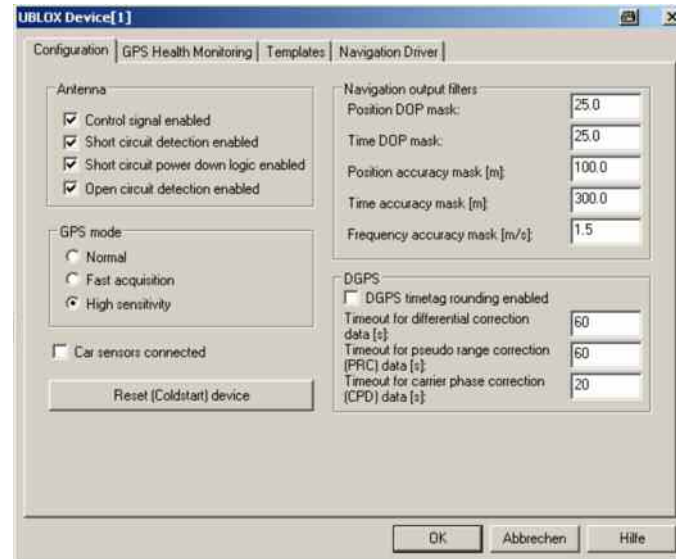 UBLOX Device[1]
Configuration
GPS Health Monitoring
Templates
Navigation Driver
Antenna
Control signal enabled
Short circuit detection enabled
Short circuit power down logic enabled
Open circuit detection enabled
GPS mode
Normal
Fast acquisition
High sensitivity
Car sensors connected
Reset (Coldstart) device
Navigation output filters
Position DOP mask: 25.0
Time DOP mask: 25.0
Position accuracy mask [m]: 100.0
Time accuracy mask [m]: 300.0
Frequency accuracy mask [m/s]: 1.5
DGPS
DGPS timetag rounding enabled
Timeout for differential correction
data [s]: 60
Timeout for pseudo range correction
(PRC) data [s]: 60
Timeout for carrier phase correction
(CPD) data [s]: 20
OK
Abbrechen
Hilfe